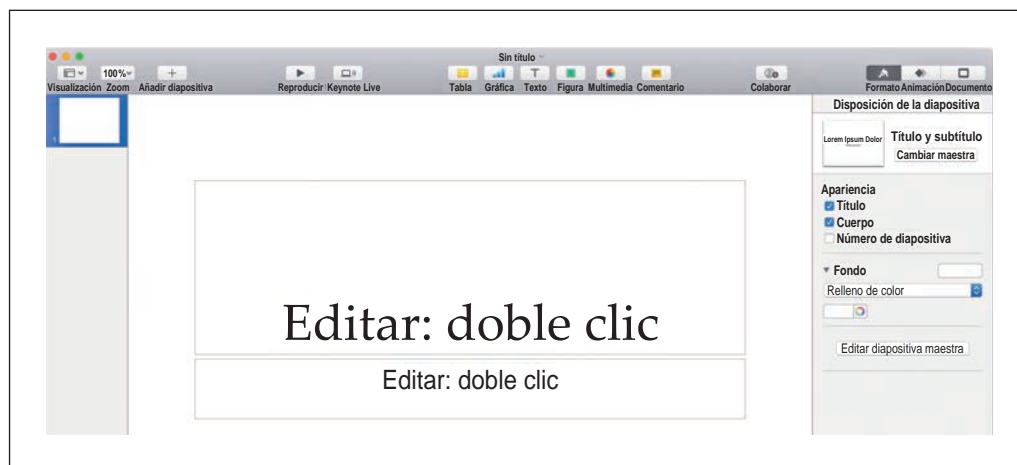 Sin título
100%
Visualización Zoom Añadir diapositiva Reproducir Keynote Live Tabla Gráfica Texto Figura Multimedia Comentario Colaborar Formato Animación Documento
1
Disposición de la diapositiva
Lorem Ipsum Dolor
Título y subtítulo
Cambiar maestra
Apariencia
Título
Cuerpo
Número de diapositiva
Fondo
Relleno de color
Editar diapositiva maestra
Editar: doble clic
Editar: doble clic